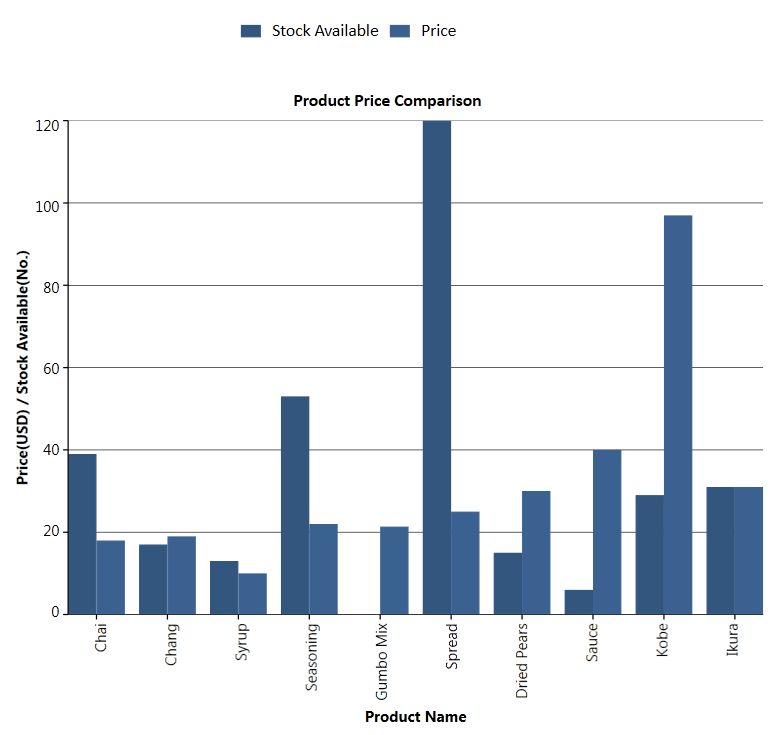 Stock Available Price
Product Price Comparison
120
100
80
60
40
20
0
Price(USD) / Stock Available(No.)
Chai
Chang
Syrup
Seasoning
Gumbo Mix
Spread
Dried Pears
Sauce
Kobe
Ikura
Product Name